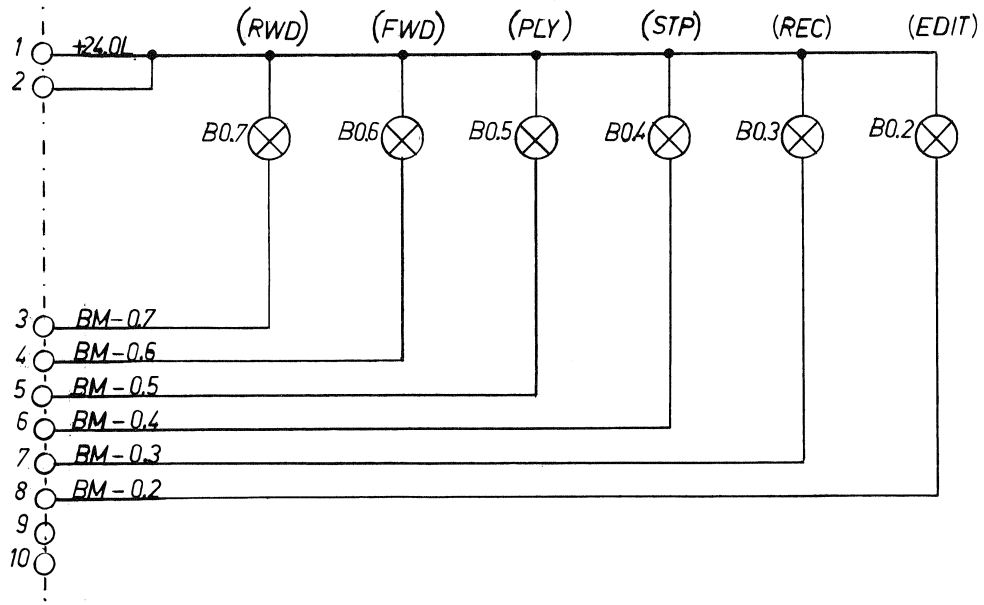 (RWD) (FWD) (PLY) (STP) (REC) (EDIT)
1 +24.0L
2
B0.7 B0.6 B0.5 B0.4 B0.3 B0.2
3 BM-0.7
4 BM-0.6
5 BM-0.5
6 BM-0.4
7 BM-0.3
8 BM-0.2
9
10